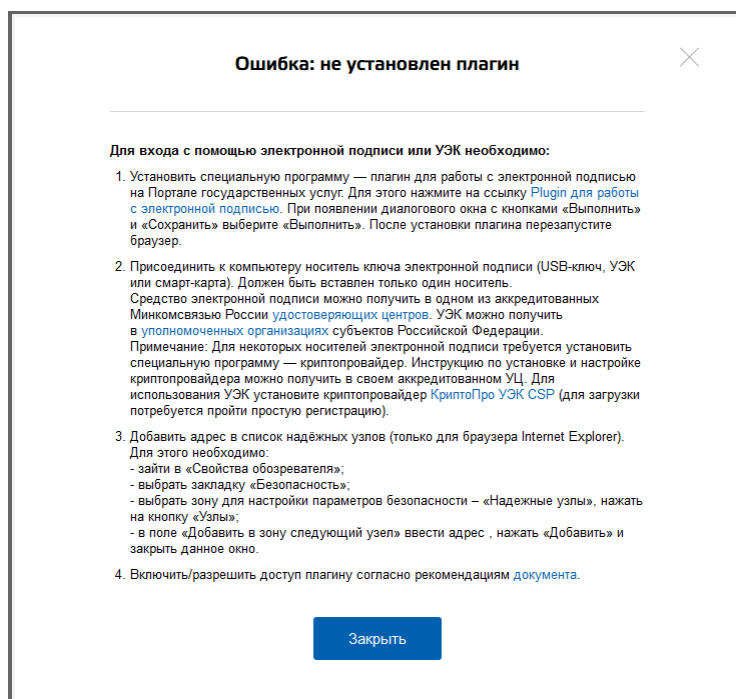 Ошибка: не установлен плагин
Для входа с помощью электронной подписи или УЭК необходимо:
1. Установить специальную программу — плагин для работы с электронной подписью
на Портале государственных услуг. Для этого нажмите на ссылку Plugin для работы
с электронной подписью. При появлении диалогового окна с кнопками «Выполнить»
и «Сохранить» выберите «Выполнить». После установки плагина перезапустите
браузер.
2. Присоединить к компьютеру носитель ключа электронной подписи (USB-ключ, УЭК
или смарт-карта). Должен быть вставлен только один носитель.
Средство электронной подписи можно получить в одном из аккредитованных
Минкомсвязью России удостоверяющих центров. УЭК можно получить
в уполномоченных организациях субъектов Российской Федерации.
Примечание: Для некоторых носителей электронной подписи требуется установить
специальную программу — криптопровайдер. Инструкцию по установке и настройке
криптопровайдера можно получить в своем аккредитованном УЦ. Для
использования УЭК установите криптопровайдер КриптоПро УЭК CSP (для загрузки
потребуется пройти простую регистрацию).
3. Добавить адрес в список надёжных узлов (только для браузера Internet Explorer).
Для этого необходимо:
- зайти в «Свойства обозревателя»;
- выбрать закладку «Безопасность»;
- выбрать зону для настройки параметров безопасности – «Надежные узлы», нажать
на кнопку «Узлы»;
- в поле «Добавить в зону следующий узел» ввести адрес , нажать «Добавить» и
закрыть данное окно.
4. Включить/разрешить доступ плагину согласно рекомендациям документа.
Закрыть